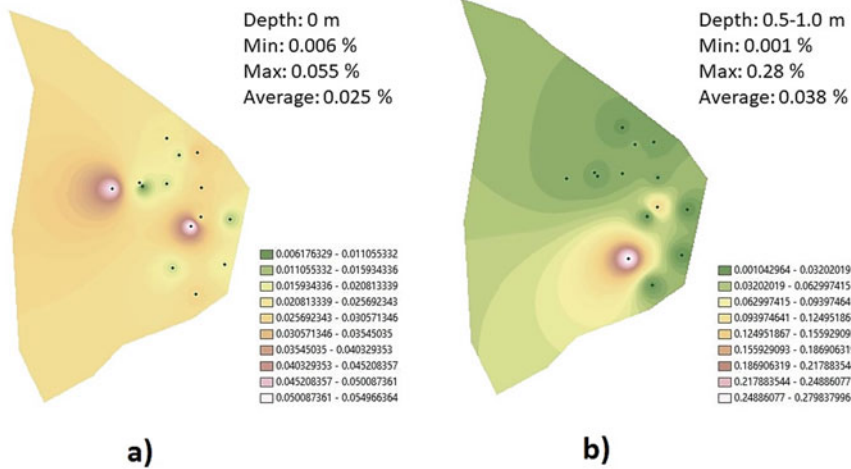 Depth: 0 m
Min: 0.006 %
Max: 0.055 %
Average: 0.025 %
0.006176329 - 0.011055332
0.011055332 - 0.015934336
0.015934336 - 0.020813339
0.020813339 - 0.025692343
0.025692343 - 0.030571346
0.030571346 - 0.03545035
0.03545035 - 0.040329353
0.040329353 - 0.045208357
0.045208357 - 0.050087361
0.050087361 - 0.054966364
a)
Depth: 0.5-1.0 m
Min: 0.001 %
Max: 0.28 %
Average: 0.038 %
0.001042964 - 0.03202019
0.03202019 - 0.062997415
0.062997415 - 0.09397464
0.093974641 - 0.12495186
0.124951867 - 0.15592909
0.155929093 - 0.18690631
0.186906319 - 0.21788354
0.217883544 - 0.24886077
0.24886077 - 0.279837996
b)